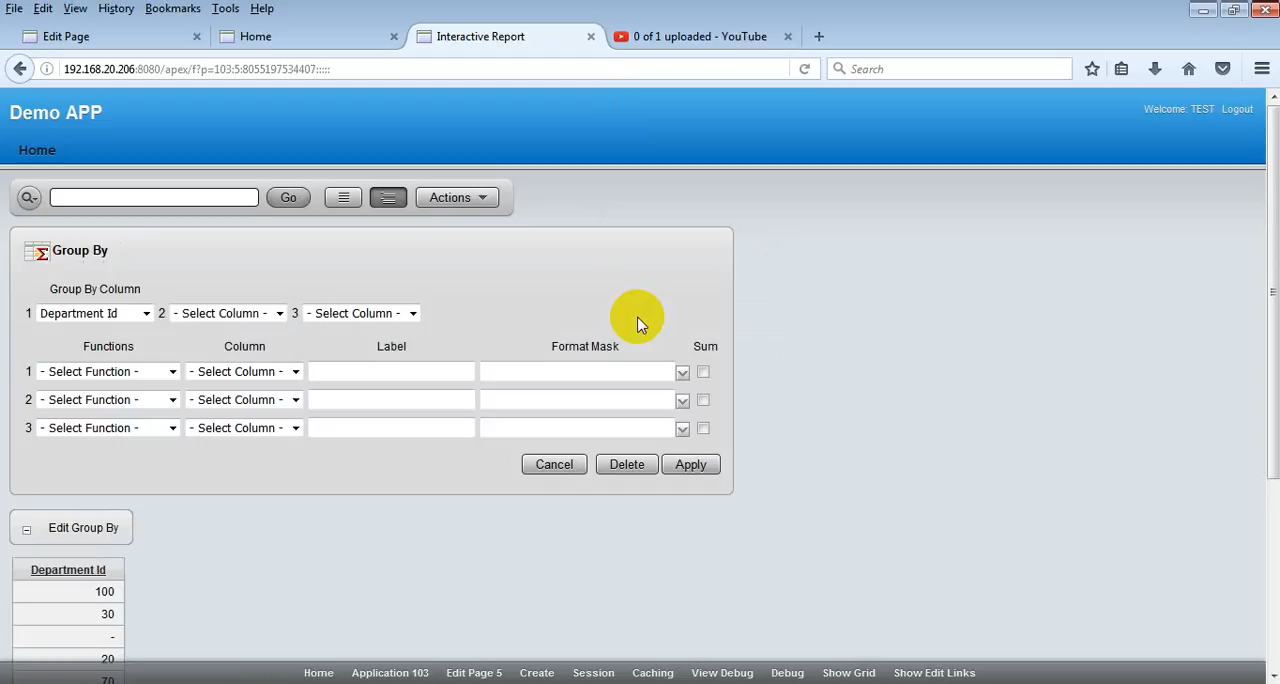 File Edit View History Bookmarks Tools Help
Edit Page × Home × Interactive Report × 0 of 1 uploaded - YouTube × +
192.168.20.206:8080/apex/f?p=103:5:8055197534407::::: Search
Demo APP
Welcome: TEST Logout
Home
Go Actions
Group By
Group By Column
1 Department Id 2 - Select Column - 3 - Select Column -
Functions Column Label Format Mask Sum
1 - Select Function - - Select Column -
2 - Select Function - - Select Column -
3 - Select Function - - Select Column -
Cancel Delete Apply
Edit Group By
Department Id
100
30
-
20
70
Home Application 103 Edit Page 5 Create Session Caching View Debug Debug Show Grid Show Edit Links